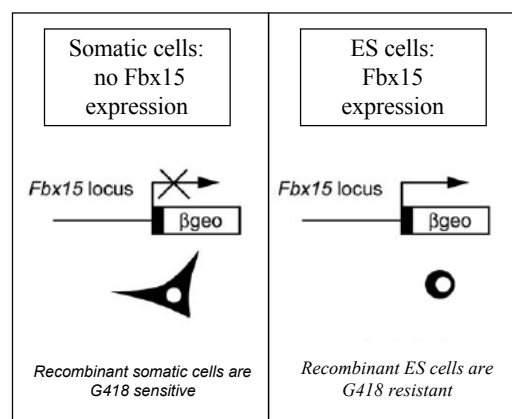 Somatic cells:
no Fbx15
expression
Fbx15 locus
βgeo
Recombinant somatic cells are
G418 sensitive
ES cells:
Fbx15
expression
Fbx15 locus
βgeo
Recombinant ES cells are
G418 resistant